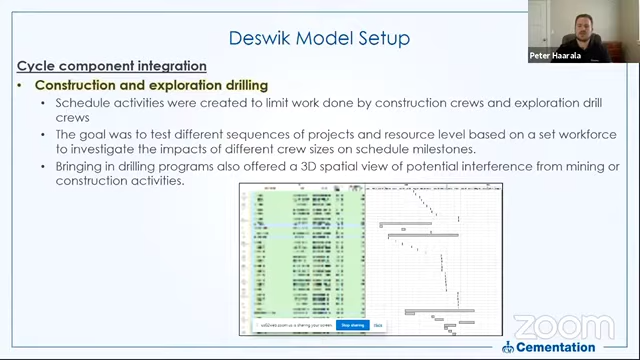 Deswik Model Setup
Peter Haarala
Cycle component integration
• Construction and exploration drilling
• Schedule activities were created to limit work done by construction crews and exploration drill
crews
• The goal was to test different sequences of projects and resource level based on a set workforce
to investigate the impacts of different crew sizes on schedule milestones.
• Bringing in drilling programs also offered a 3D spatial view of potential interference from mining or
construction activities.
Stop sharing
Hide
zoom
Cementation